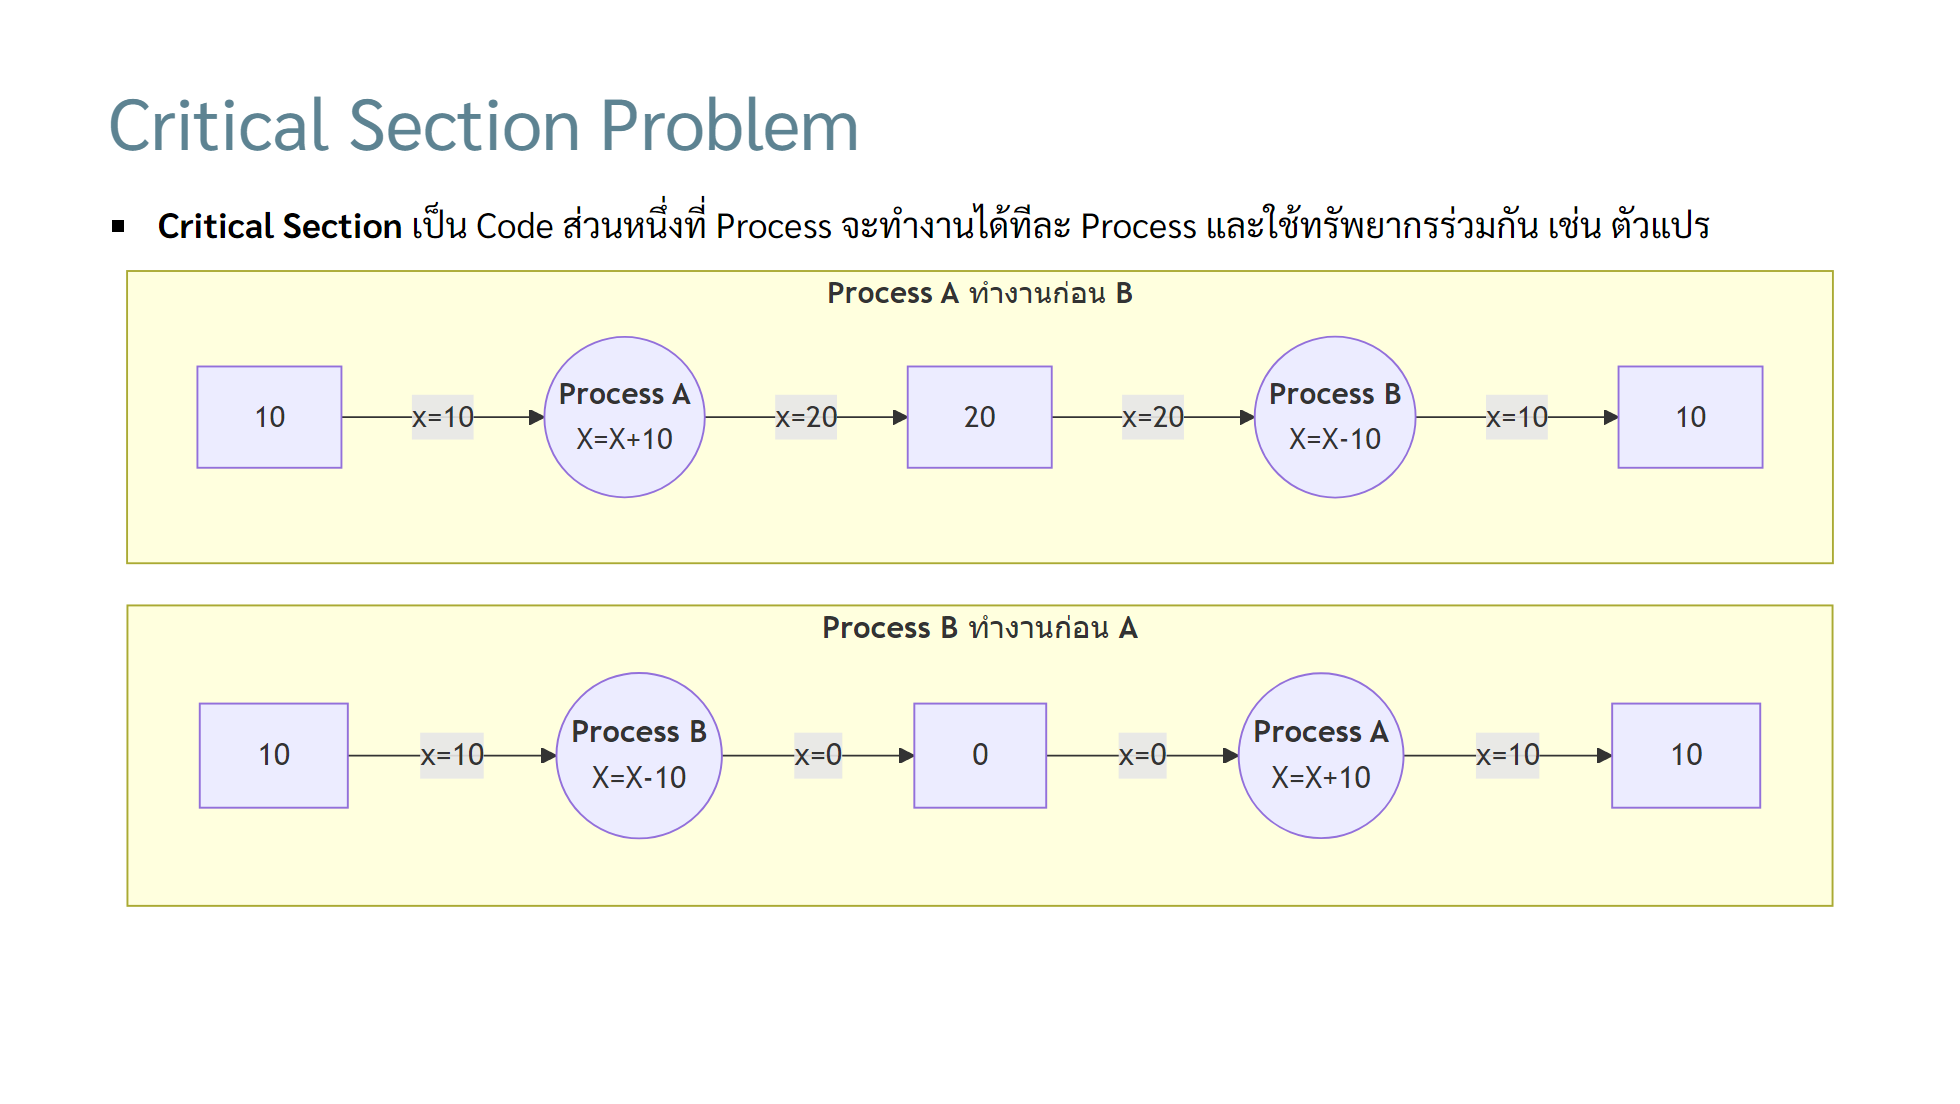 Critical Section Problem
▪ Critical Section เป็น Code ส่วนหนึ่งที่ Process จะทำงานได้ทีละ Process และใช้ทรัพยากรร่วมกัน เช่น ตัวแปร
Process A ทำงานก่อน B
10
x=10
Process A
X=X+10
x=20
20
x=20
Process B
X=X-10
x=10
10
Process B ทำงานก่อน A
10
x=10
Process B
X=X-10
x=0
0
x=0
Process A
X=X+10
x=10
10